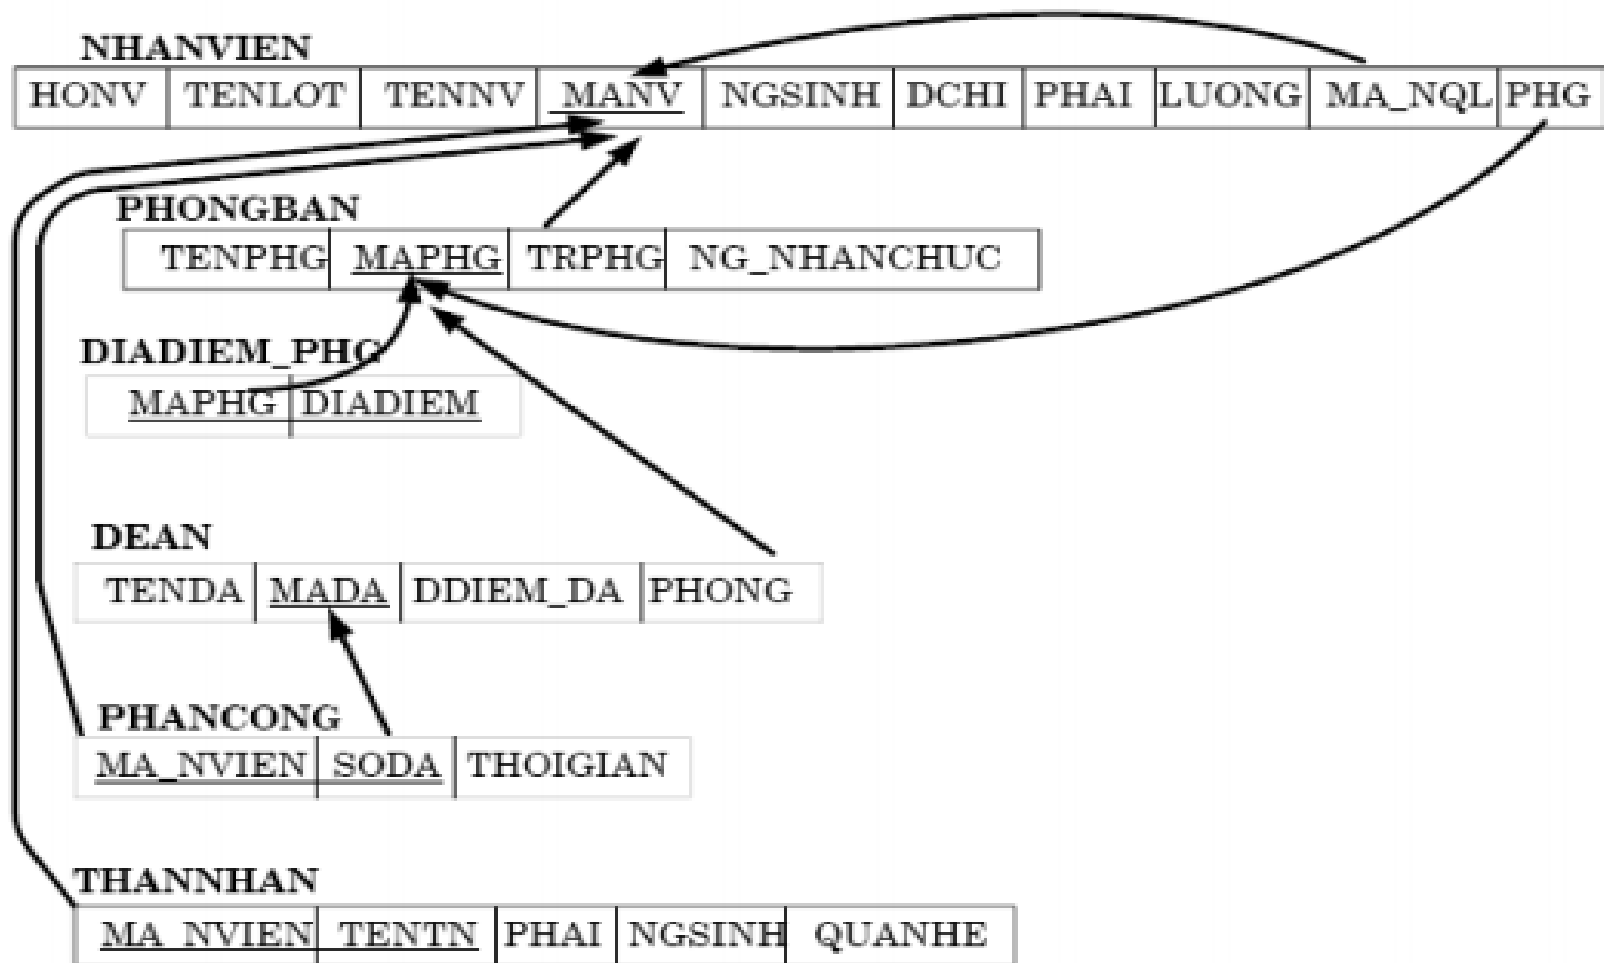 NHANVIEN
HONV TENLOT TENNV MANV NGSINH DCHI PHAI LUONG MA_NQL PHG
PHONGBAN
TENPHG MAPHG TRPHG NG_NHANCHUC
DIADIEM_PHG
MAPHG DIADIEM
DEAN
TENDA MADA DDIEM_DA PHONG
PHANCONG
MA_NVIEN SODA THOIGIAN
THANNHAN
MA_NVIEN TENTN PHAI NGSINH QUANHE